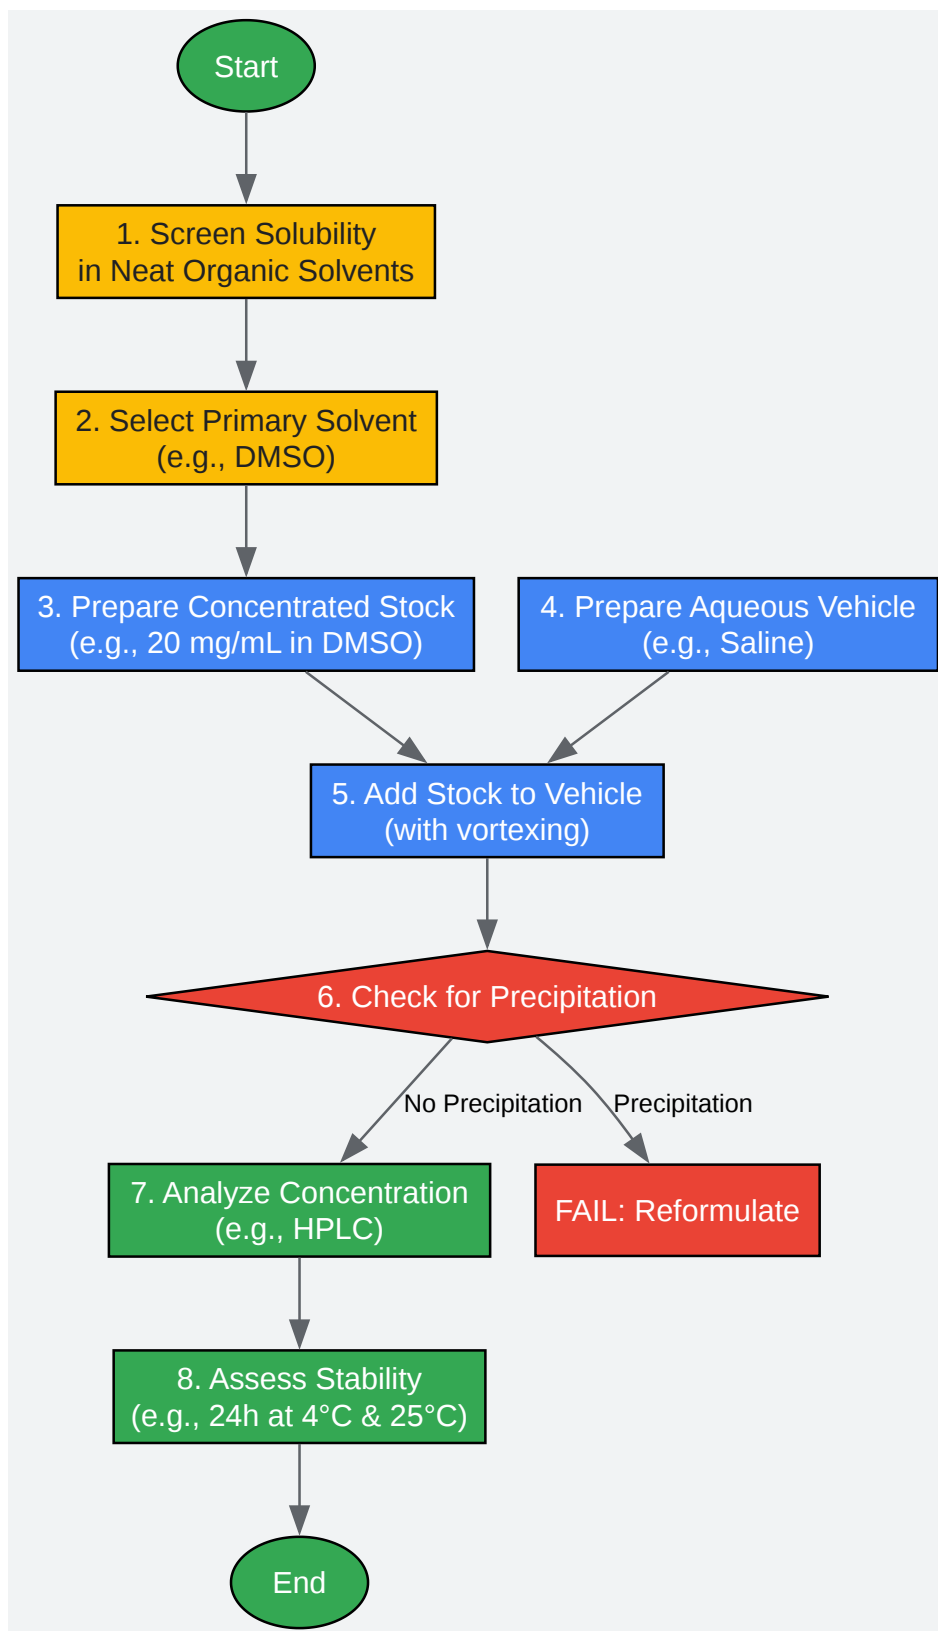 Start
1. Screen Solubility
in Neat Organic Solvents
2. Select Primary Solvent
(e.g., DMSO)
3. Prepare Concentrated Stock
(e.g., 20 mg/mL in DMSO)
4. Prepare Aqueous Vehicle
(e.g., Saline)
5. Add Stock to Vehicle
(with vortexing)
6. Check for Precipitation
No Precipitation
Precipitation
7. Analyze Concentration
(e.g., HPLC)
FAIL: Reformulate
8. Assess Stability
(e.g., 24h at 4°C & 25°C)
End